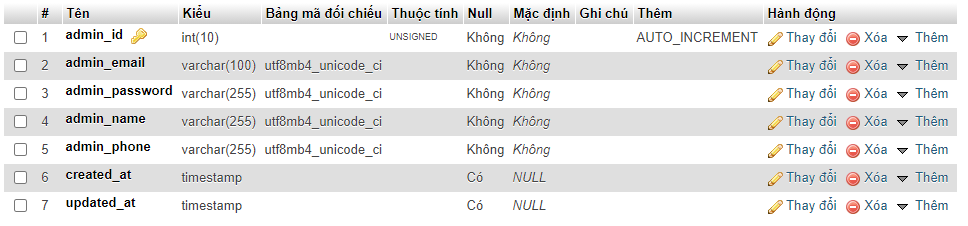 # Tên Kiểu Bảng mã đối chiếu Thuộc tính Null Mặc định Ghi chú Thêm Hành động
1 admin_id int(10) UNSIGNED Không Không AUTO_INCREMENT Thay đổi Xóa Thêm
2 admin_email varchar(100) utf8mb4_unicode_ci Không Không Thay đổi Xóa Thêm
3 admin_password varchar(255) utf8mb4_unicode_ci Không Không Thay đổi Xóa Thêm
4 admin_name varchar(255) utf8mb4_unicode_ci Không Không Thay đổi Xóa Thêm
5 admin_phone varchar(255) utf8mb4_unicode_ci Không Không Thay đổi Xóa Thêm
6 created_at timestamp Có NULL Thay đổi Xóa Thêm
7 updated_at timestamp Có NULL Thay đổi Xóa Thêm